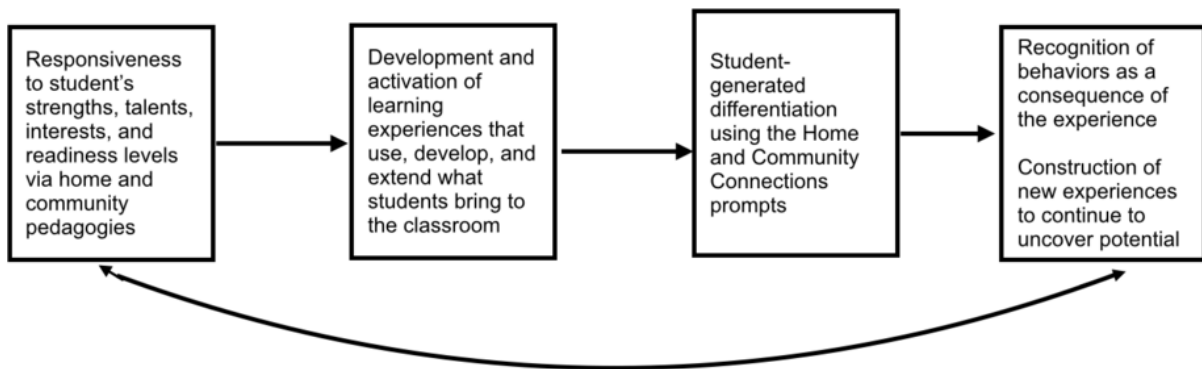 Responsiveness
to student's
strengths, talents,
interests, and
readiness levels
via home and
community
pedagogies
Development and
activation of
learning
experiences that
use, develop, and
extend what
students bring to
the classroom
Student-
generated
differentiation
using the Home
and Community
Connections
prompts
Recognition of
behaviors as a
consequence of
the experience
Construction of
new experiences
to continue to
uncover potential